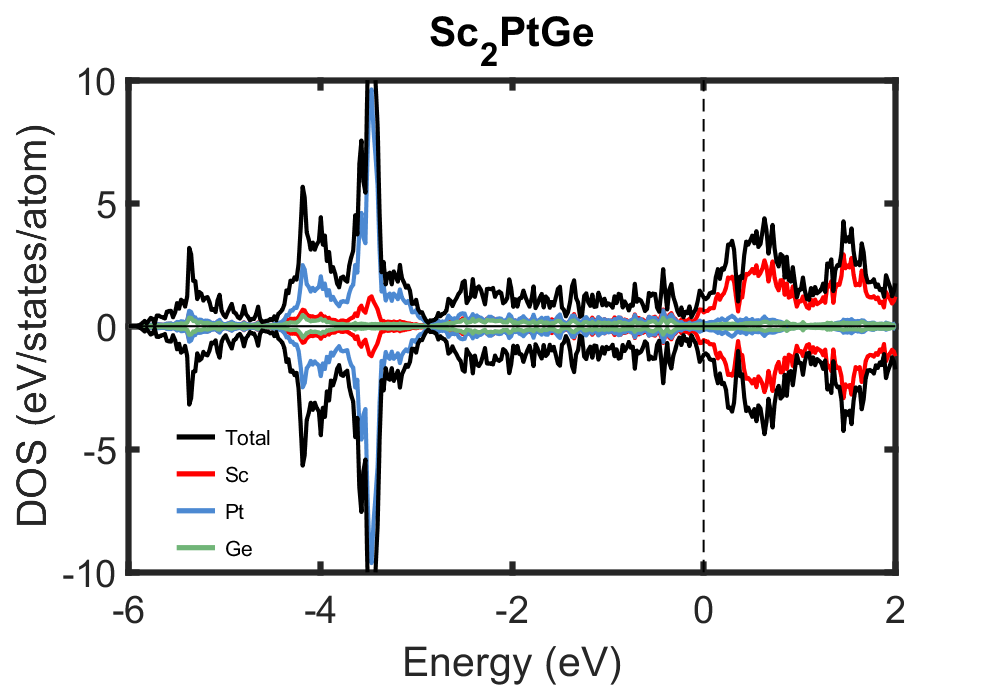 Sc2PtGe
10
5
0
-5
-10
DOS (eV/states/atom)
Total
Sc
Pt
Ge
-6 -4 -2 0 2
Energy (eV)